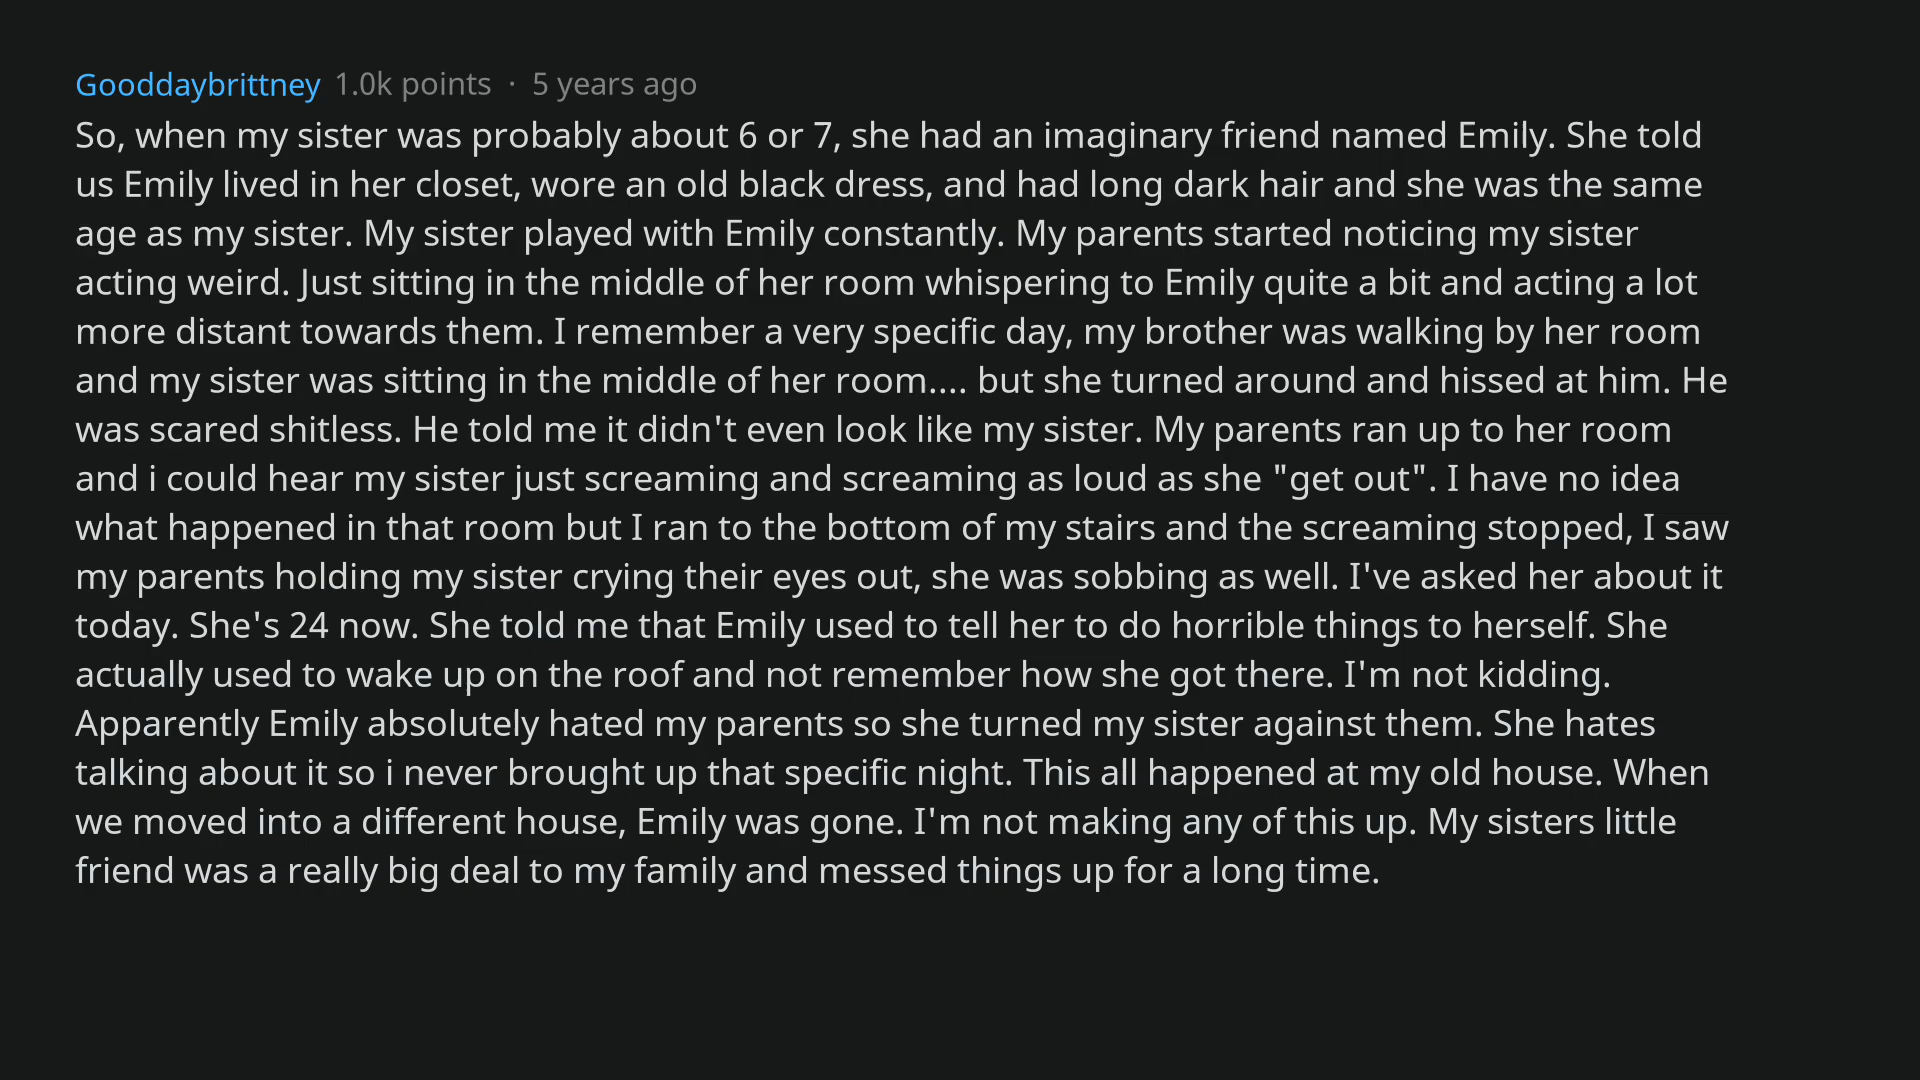 Gooddaybrittney 1.0k points · 5 years ago
So, when my sister was probably about 6 or 7, she had an imaginary friend named Emily. She told
us Emily lived in her closet, wore an old black dress, and had long dark hair and she was the same
age as my sister. My sister played with Emily constantly. My parents started noticing my sister
acting weird. Just sitting in the middle of her room whispering to Emily quite a bit and acting a lot
more distant towards them. I remember a very specific day, my brother was walking by her room
and my sister was sitting in the middle of her room.... but she turned around and hissed at him. He
was scared shitless. He told me it didn't even look like my sister. My parents ran up to her room
and i could hear my sister just screaming and screaming as loud as she "get out". I have no idea
what happened in that room but I ran to the bottom of my stairs and the screaming stopped, I saw
my parents holding my sister crying their eyes out, she was sobbing as well. I've asked her about it
today. She's 24 now. She told me that Emily used to tell her to do horrible things to herself. She
actually used to wake up on the roof and not remember how she got there. I'm not kidding.
Apparently Emily absolutely hated my parents so she turned my sister against them. She hates
talking about it so i never brought up that specific night. This all happened at my old house. When
we moved into a different house, Emily was gone. I'm not making any of this up. My sisters little
friend was a really big deal to my family and messed things up for a long time.